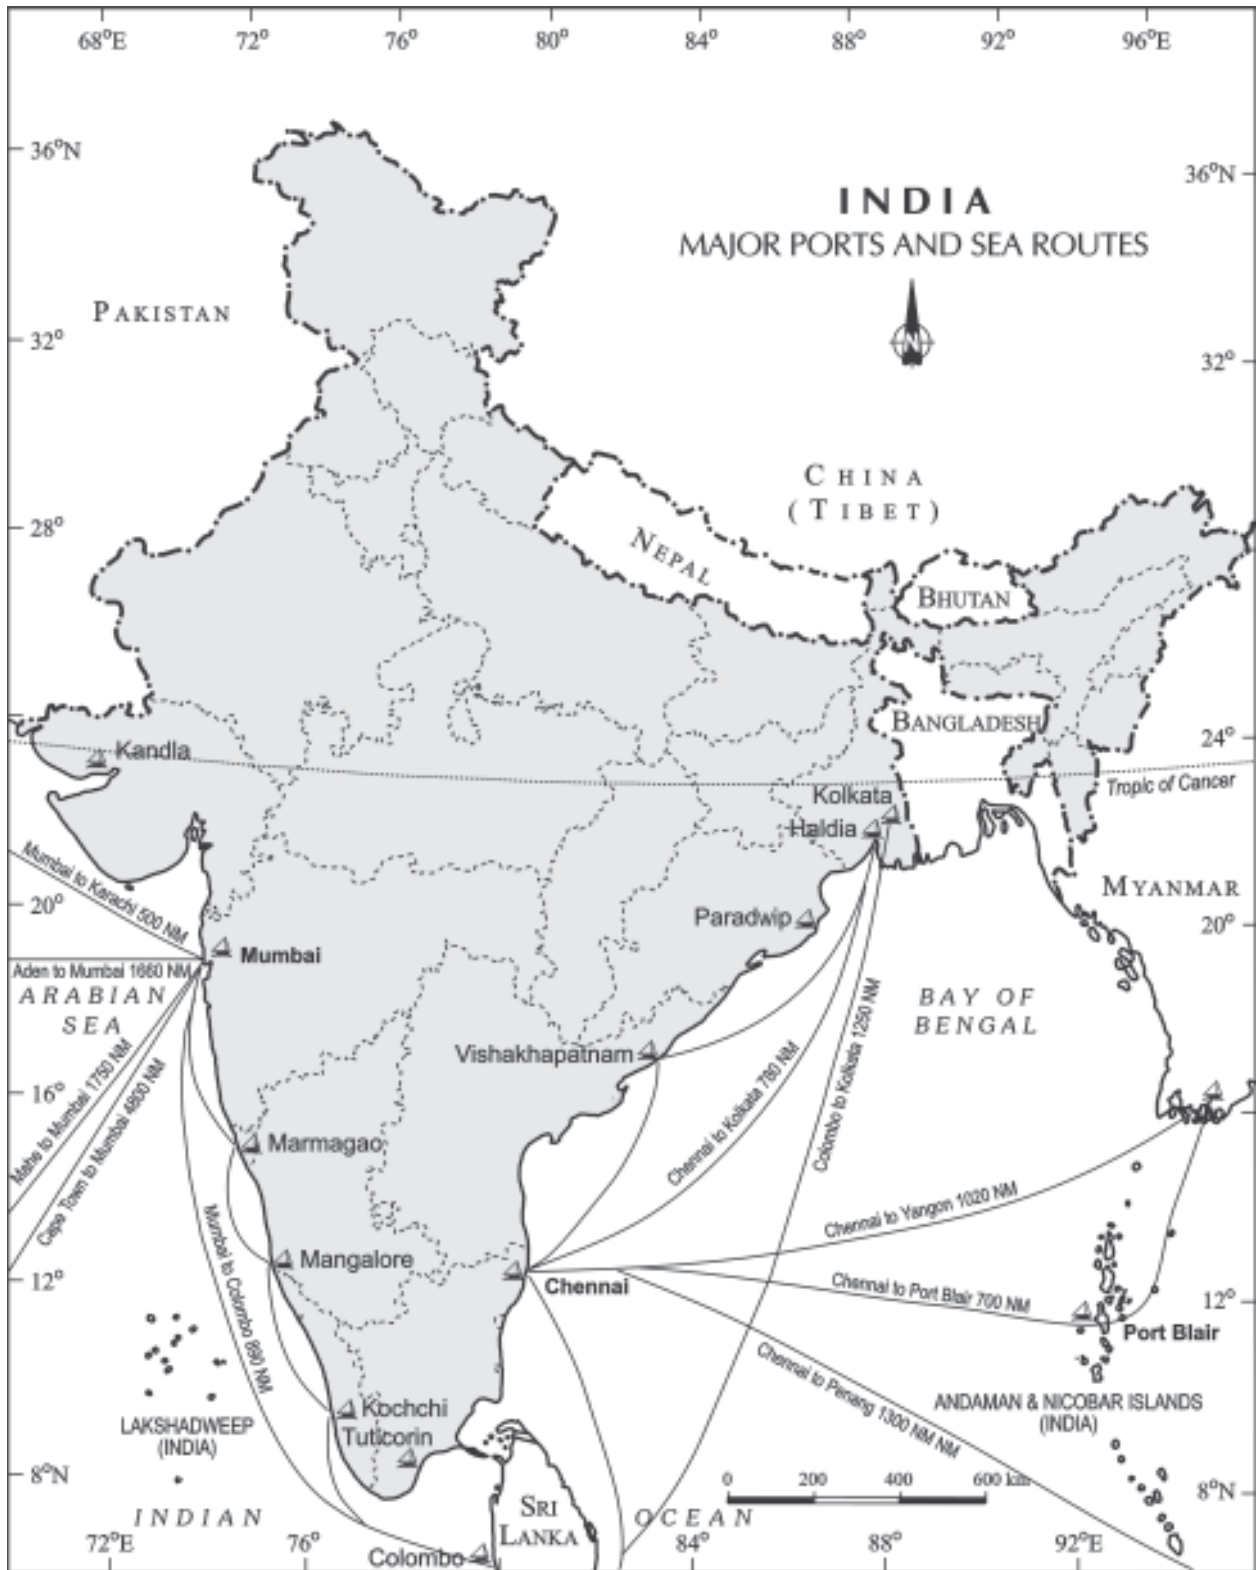 68°E 72° 76° 80° 84° 88° 92° 96°E
36°N
36°N
INDIA
MAJOR PORTS AND SEA ROUTES
N
PAKISTAN
32°
32°
CHINA
(TIBET)
28°
28°
NEPAL
BHUTAN
BANGLADESH
24°
Kandla
Tropic of Cancer
Kolkata
Haldia
Mumbai to Karachi 500 NM
MYANMAR
20°
20°
Paradwip
Mumbai
Aden to Mumbai 1660 NM
ARABIAN
SEA
BAY OF
BENGAL
Vishakhapatnam
Mahe to Mumbai 1750 NM
Cape Town to Mumbai 4800 NM
Chennai to Kolkata 780 NM
Colombo to Kolkata 1250 NM
16°
16°
Marmagao
Mumbai to Colombo 890 NM
Chennai to Yangon 1020 NM
Mangalore
12°
Chennai
Chennai to Port Blair 700 NM
12°
Port Blair
Chennai to Penang 1300 NM NM
LAKSHADWEEP
(INDIA)
Kochchi
Tuticorin
ANDAMAN & NICOBAR ISLANDS
(INDIA)
8°N
0 200 400 600 km
8°N
INDIAN
SRI
LANKA
OCEAN
Colombo
72°E 76° 84° 88° 92°E